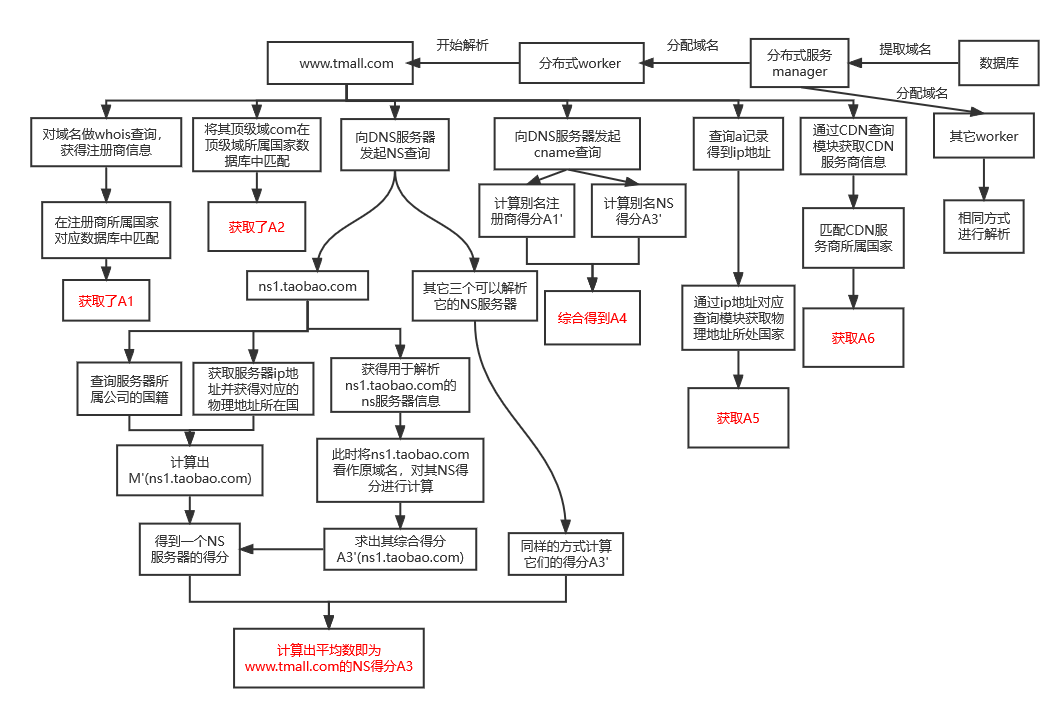 开始解析
分配域名
提取域名
www.tmall.com
分布式worker
分布式服务
manager
数据库
分配域名
对域名做whois查询，
获得注册商信息
将其顶级域com在
顶级域所属国家数
据库中匹配
向DNS服务器
发起NS查询
向DNS服务器发起
cname查询
查询a记录
得到ip地址
通过CDN查询
模块获取CDN
服务商信息
其它worker
在注册商所属国家
对应数据库中匹配
获取了A2
计算别名注
册商得分A1'
计算别名NS
得分A3'
匹配CDN服
务商所属国家
相同方式
进行解析
获取了A1
ns1.taobao.com
其它三个可以解析
它的NS服务器
综合得到A4
通过ip地址对应
查询模块获取物
理地址所处国家
获取A6
查询服务器所
属公司的国籍
获取服务器ip地
址并获得对应的
物理地址所在国
获得用于解析
ns1.taobao.com的
ns服务器信息
获取A5
计算出
M'(ns1.taobao.com)
此时将ns1.taobao.com
看作原域名，对其NS得
分进行计算
得到一个NS
服务器的得分
求出其综合得分
A3'(ns1.taobao.com)
同样的方式计算
它们的得分A3'
计算出平均数即为
www.tmall.com的NS得分A3